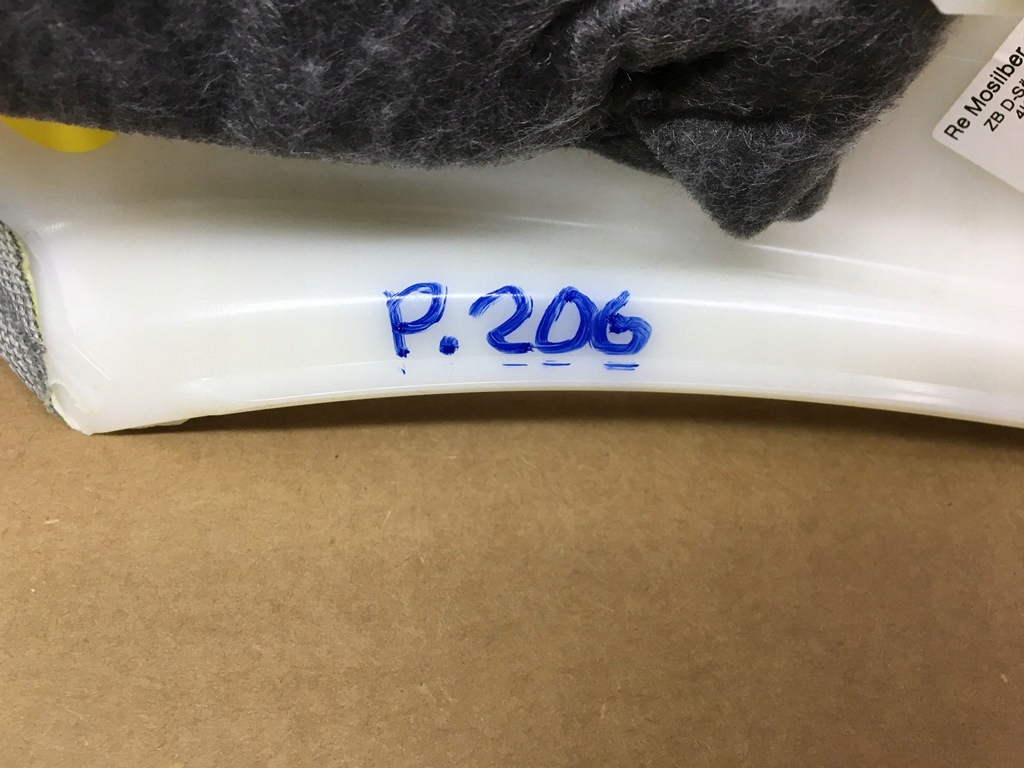 P.206
Re Mosilber
ZB D-S